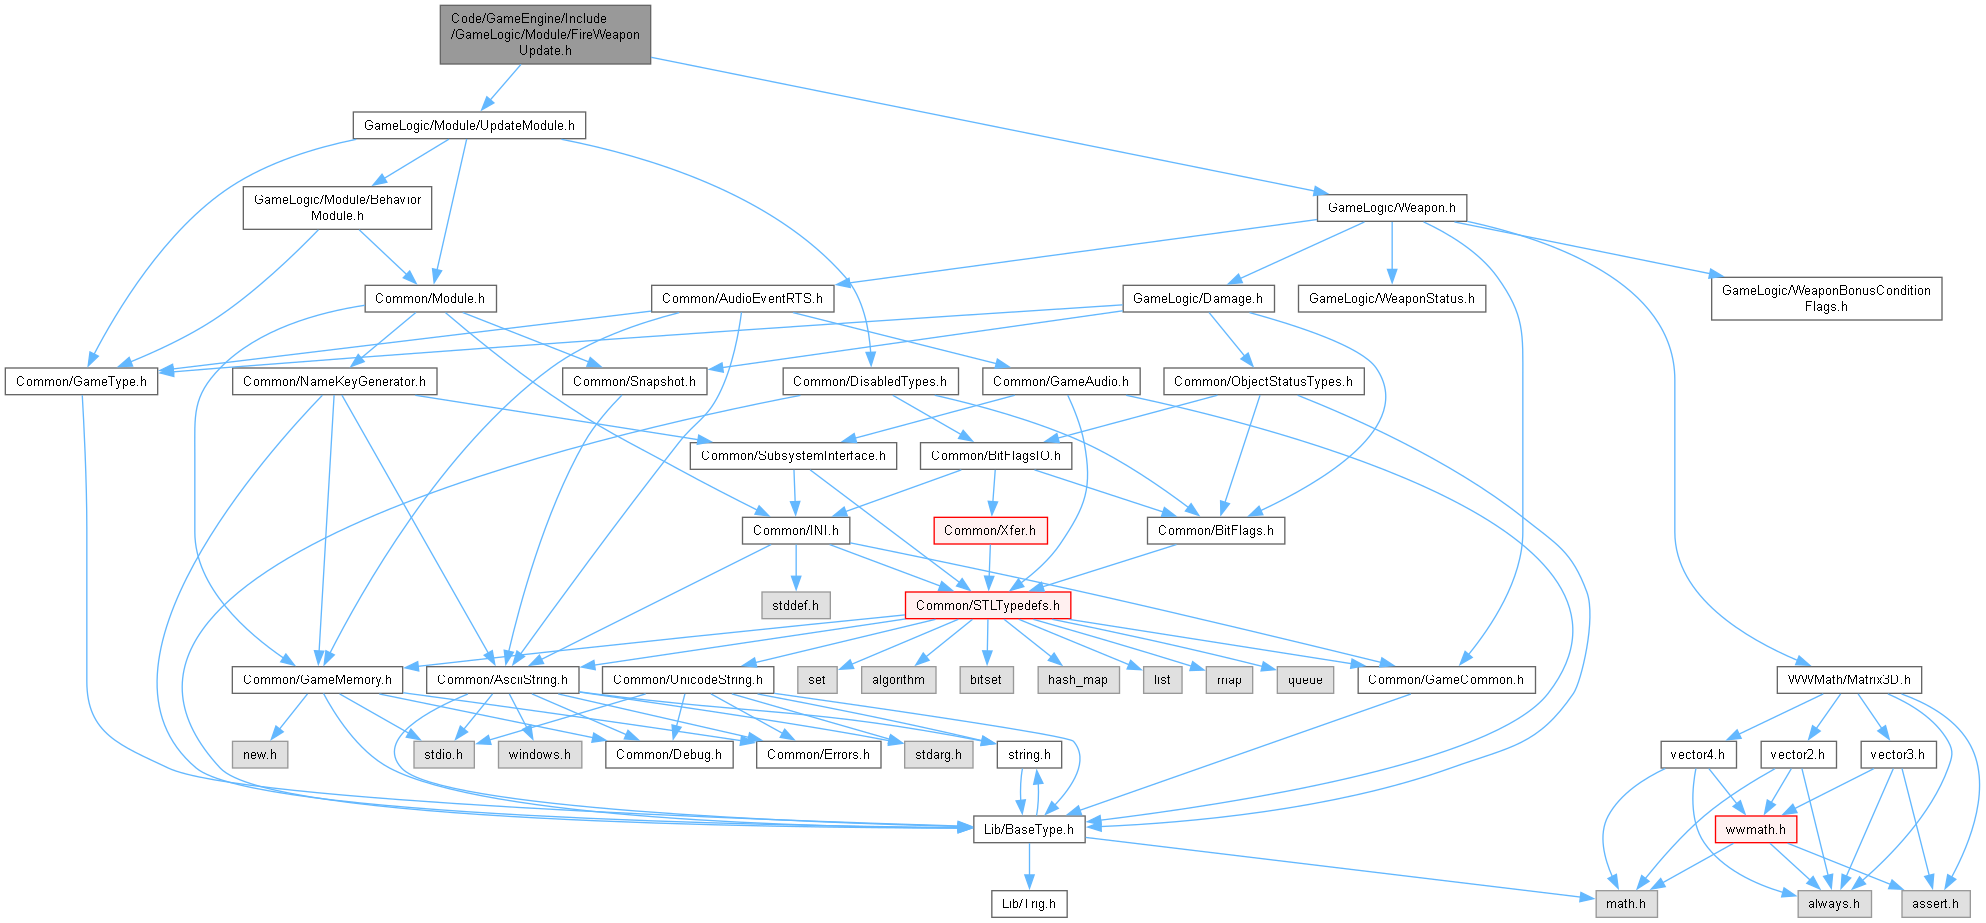 Code/GameEngine/Include
/GameLogic/Module/FireWeapon
Update.h
GameLogic/Module/UpdateModule.h
GameLogic/Module/Behavior
Module.h
GameLogic/Weapon.h
Common/Module.h
Common/AudioEventRTS.h
GameLogic/Damage.h
GameLogic/WeaponStatus.h
GameLogic/WeaponBonusCondition
Flags.h
Common/GameType.h
Common/NameKeyGenerator.h
Common/Snapshot.h
Common/DisabledTypes.h
Common/GameAudio.h
Common/ObjectStatusTypes.h
Common/SubsystemInterface.h
Common/BitFlagsIO.h
Common/INI.h
Common/Xfer.h
Common/BitFlags.h
stddef.h
Common/STLTypedefs.h
Common/GameMemory.h
Common/AsciiString.h
Common/UnicodeString.h
set
algorithm
bitset
hash_map
list
map
queue
Common/GameCommon.h
WWMath/Matrix3D.h
new.h
stdio.h
windows.h
Common/Debug.h
Common/Errors.h
stdarg.h
string.h
vector4.h
vector2.h
vector3.h
Lib/BaseType.h
wwmath.h
Lib/Trig.h
math.h
always.h
assert.h